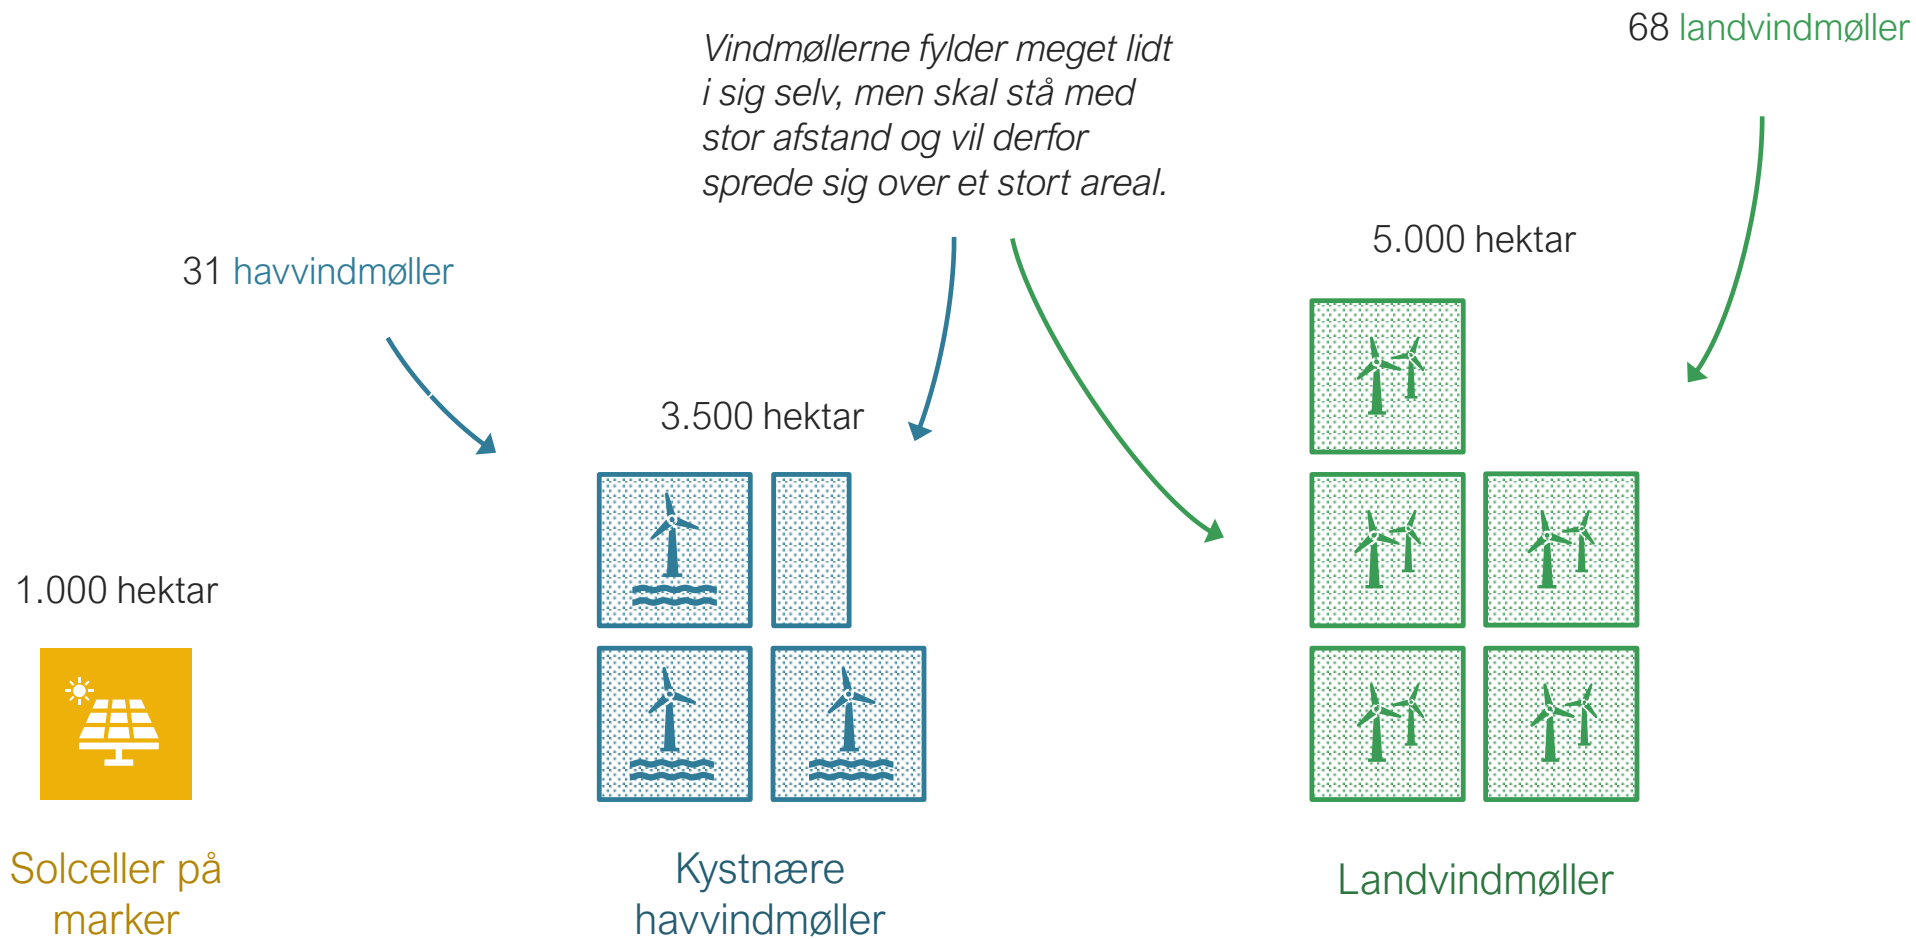 68 landvindmøller
Vindmøllerne fylder meget lidt
i sig selv, men skal stå med
stor afstand og vil derfor
sprede sig over et stort areal.
5.000 hektar
31 havvindmøller
3.500 hektar
1.000 hektar
Solceller på
marker
Kystnære
havvindmøller
Landvindmøller